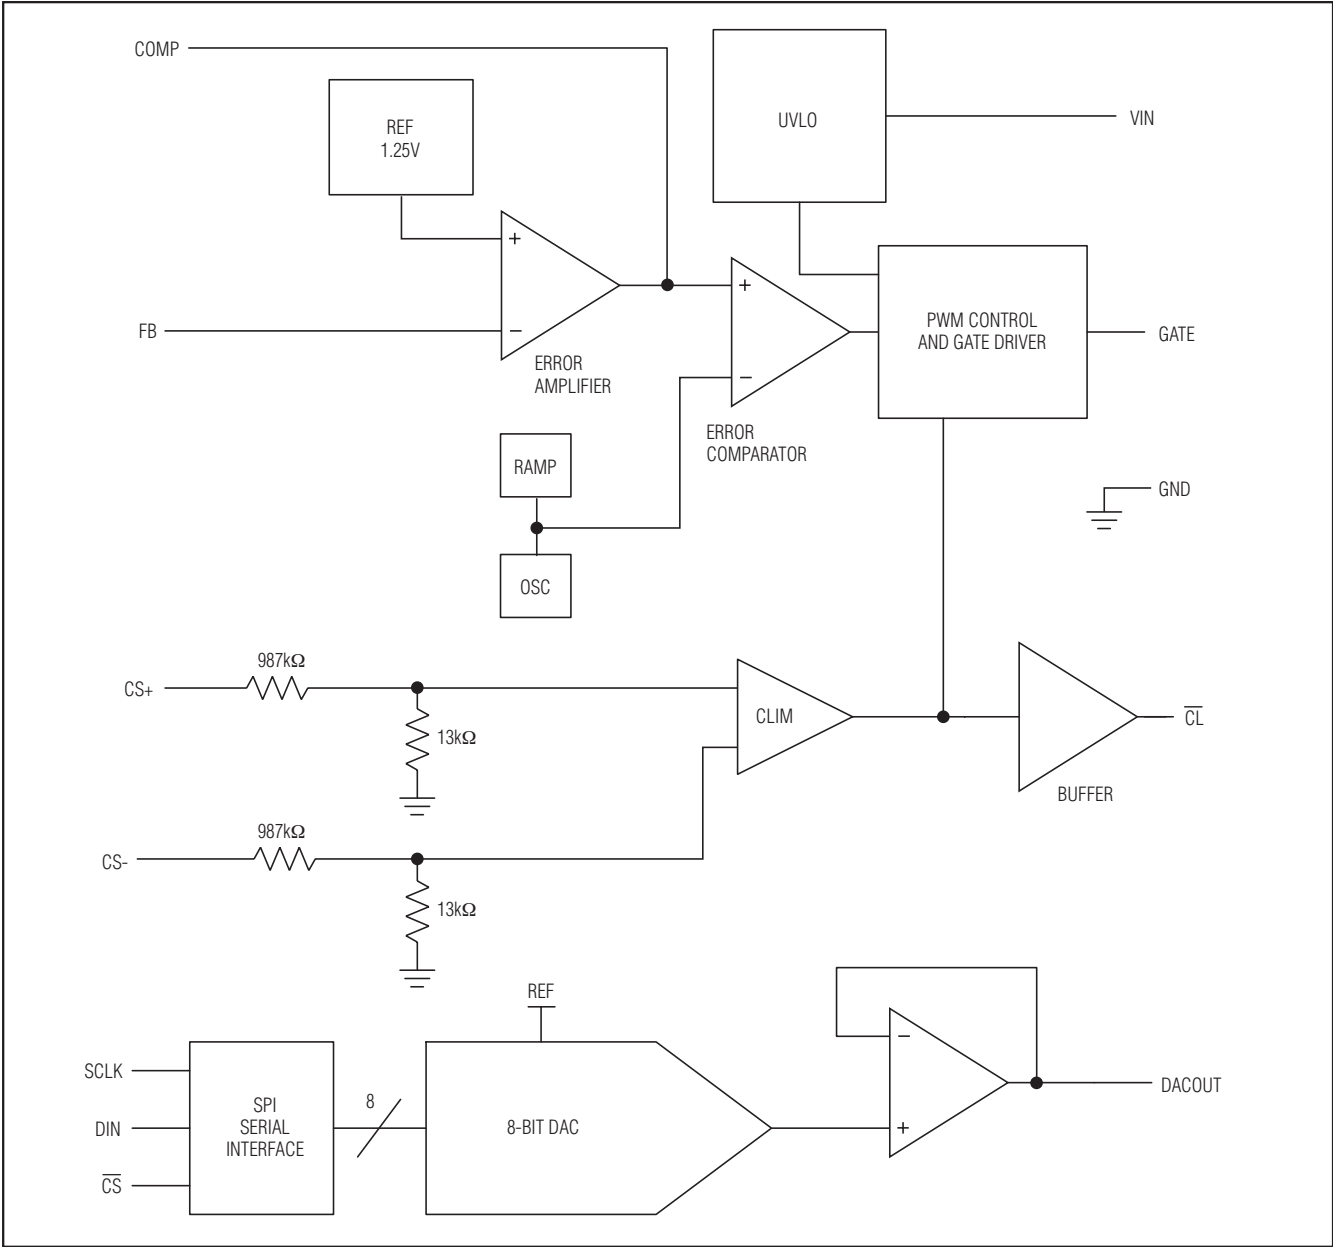 COMP
REF
1.25V
UVLO
VIN
+
−
FB
ERROR
AMPLIFIER
+
−
ERROR
COMPARATOR
PWM CONTROL
AND GATE DRIVER
GATE
RAMP
OSC
GND
987kΩ
CS+
13kΩ
CLIM
C̅L̅
BUFFER
987kΩ
CS-
13kΩ
REF
SCLK
DIN
C̅S̅
SPI
SERIAL
INTERFACE
8
8-BIT DAC
−
+
DACOUT